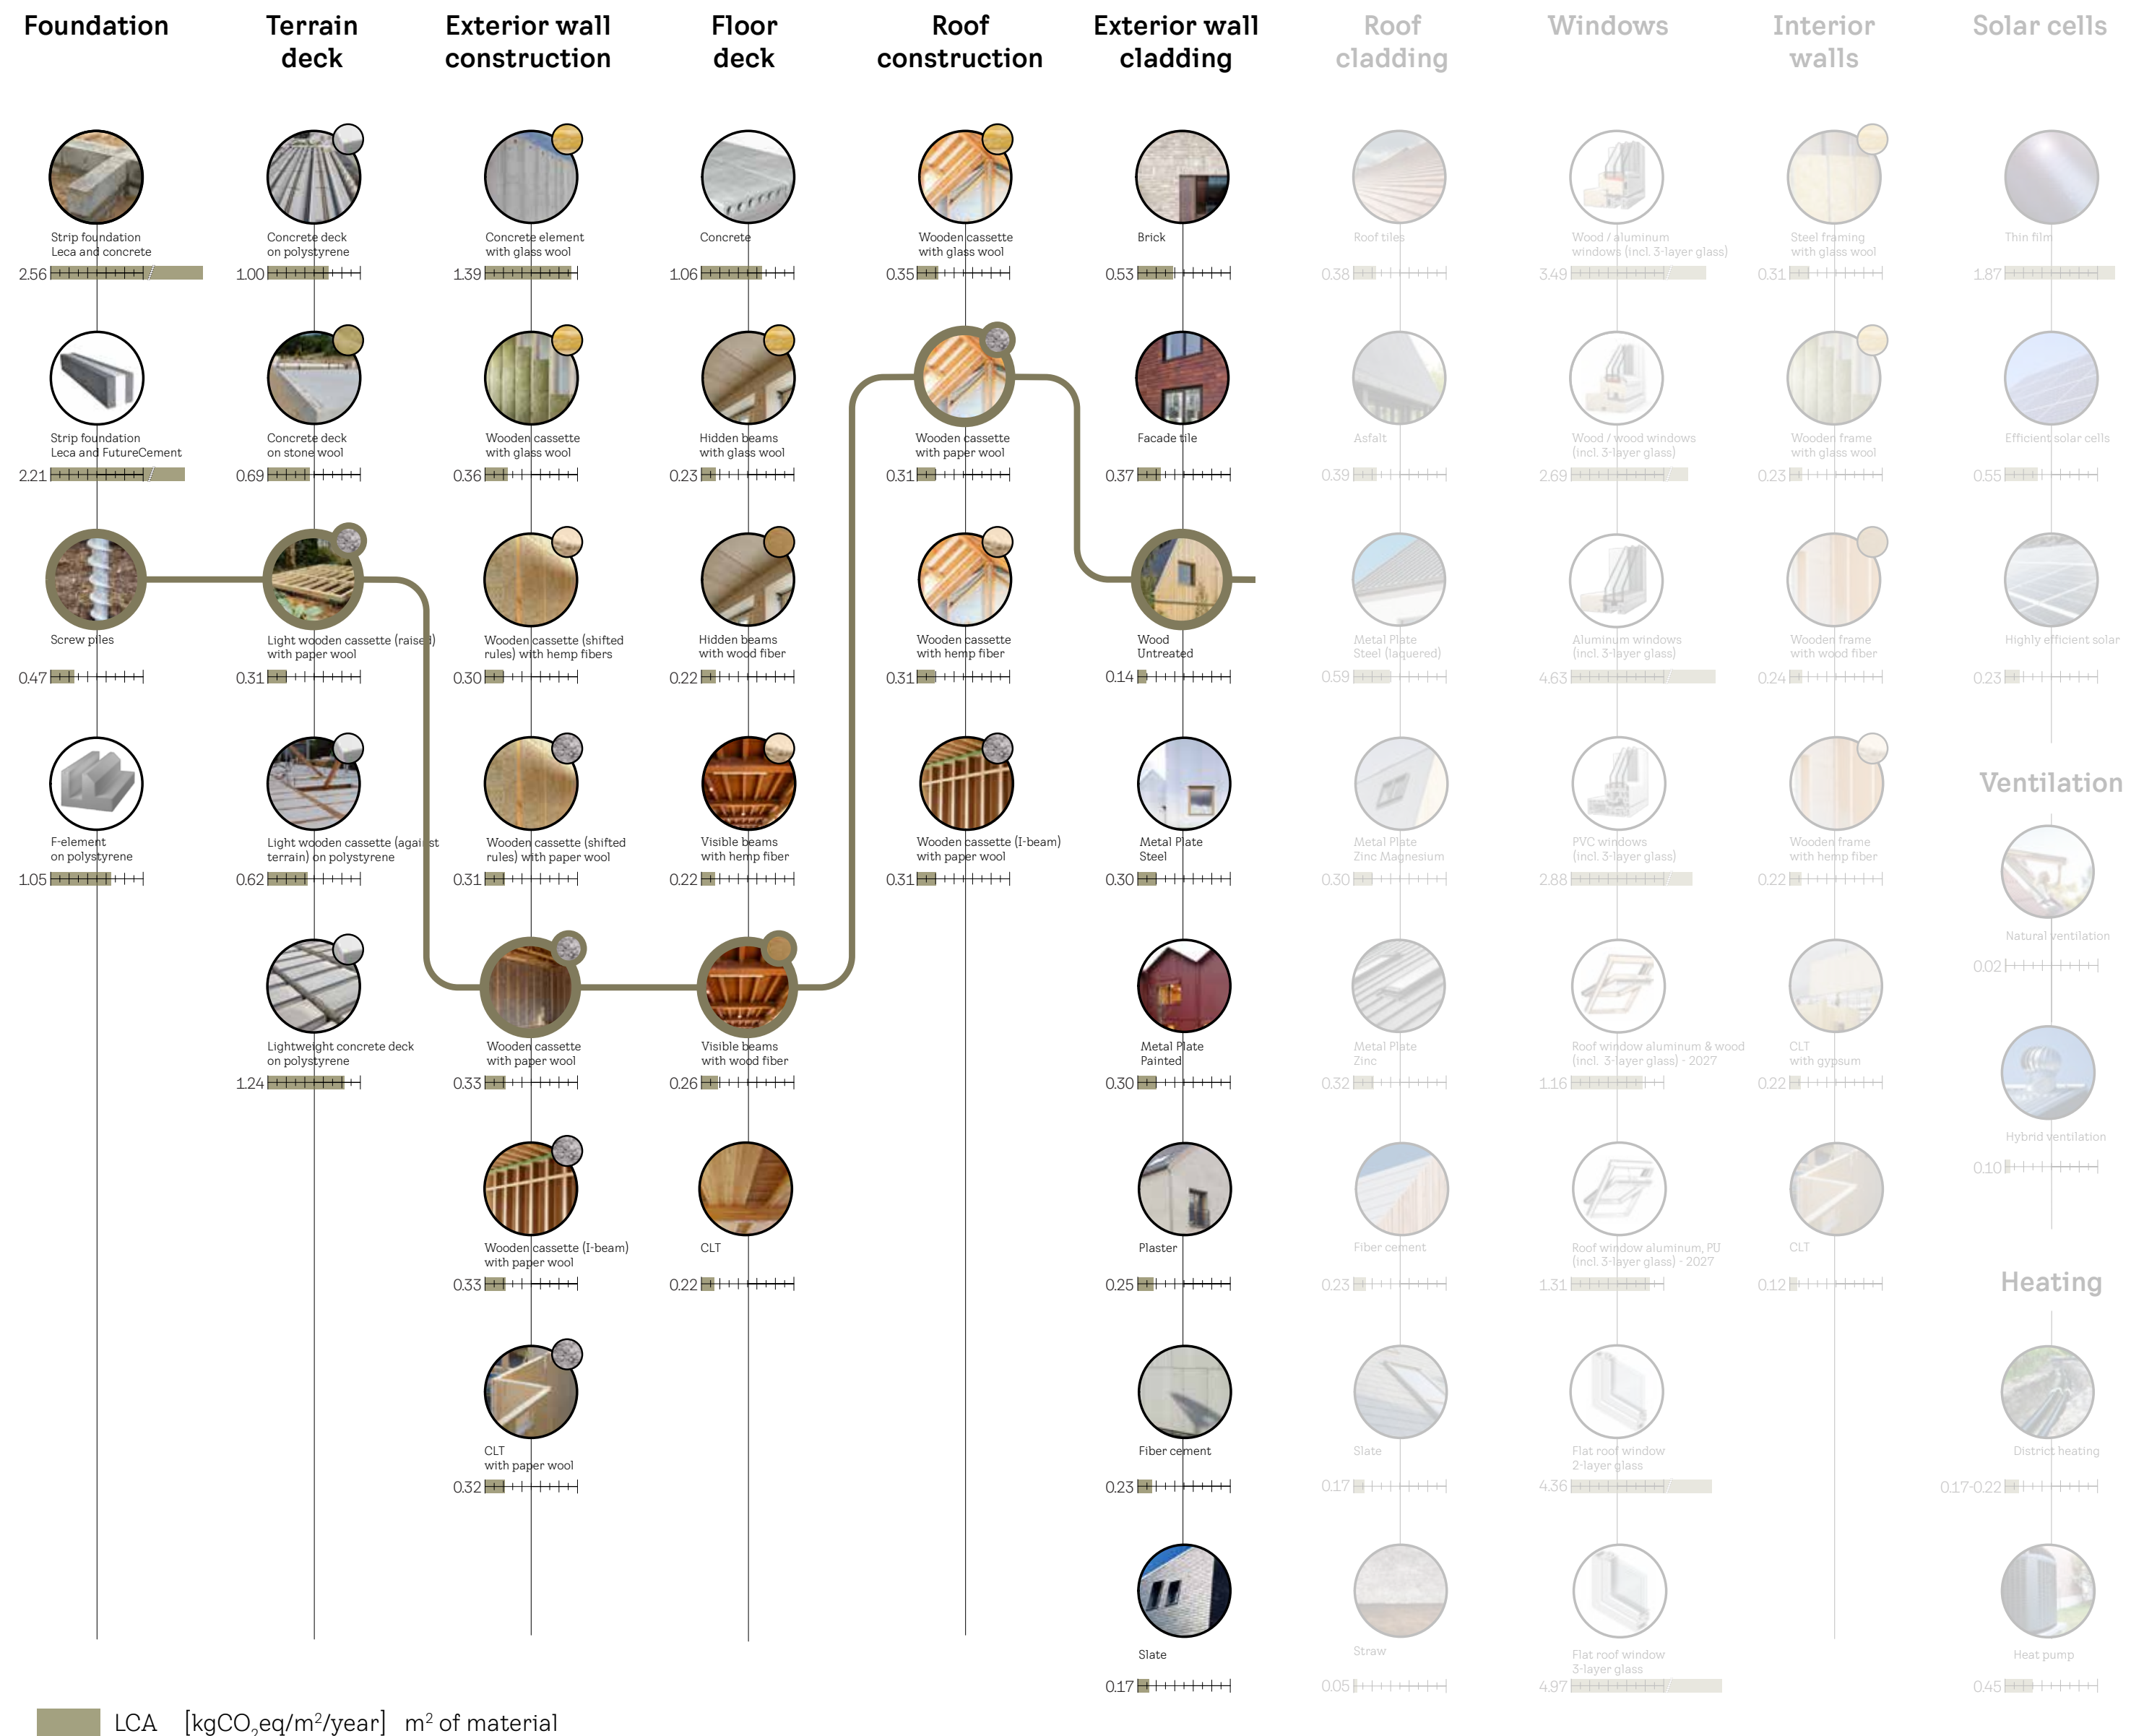 Foundation
Strip foundation
Leca and concrete
2.56
Strip foundation
Leca and FutureCement
2.21
Screw piles
0.47
F-element
on polystyrene
1.05
Terrain
deck
Concrete deck
on polystyrene
1.00
Concrete deck
on stone wool
0.69
Light wooden cassette (raised)
with paper wool
0.31
Light wooden cassette (against
terrain) on polystyrene
0.62
Lightweight concrete deck
on polystyrene
1.24
Exterior wall
construction
Concrete element
with glass wool
1.39
Wooden cassette
with glass wool
0.36
Wooden cassette (shifted
rules) with hemp fibers
0.30
Wooden cassette (shifted
rules) with paper wool
0.31
Wooden cassette
with paper wool
0.33
Wooden cassette (I-beam)
with paper wool
0.33
CLT
with paper wool
0.32
Floor
deck
Concrete
1.06
Hidden beams
with glass wool
0.23
Hidden beams
with wood fiber
0.22
Visible beams
with hemp fiber
0.22
Visible beams
with wood fiber
0.26
CLT
0.22
Roof
construction
Wooden cassette
with glass wool
0.35
Wooden cassette
with paper wool
0.31
Wooden cassette
with hemp fiber
0.31
Wooden cassette (I-beam)
with paper wool
0.31
Exterior wall
cladding
Brick
0.53
Facade tile
0.37
Wood
Untreated
0.14
Metal Plate
Steel
0.30
Metal Plate
Painted
0.30
Plaster
0.25
Fiber cement
0.23
Slate
0.17
Roof
cladding
Roof tiles
0.38
Asfalt
0.39
Metal Plate
Steel (laquered)
0.59
Metal Plate
Zinc Magnesium
0.30
Metal Plate
Zinc
0.32
Fiber cement
0.23
Slate
0.17
Straw
0.05
Windows
Wood / aluminum
windows (incl. 3-layer glass)
3.49
Wood / wood windows
(incl. 3-layer glass)
2.69
Aluminum windows
(incl. 3-layer glass)
4.63
PVC windows
(incl. 3-layer glass)
2.88
Roof window aluminum & wood
(incl. 3-layer glass) - 2027
1.16
Roof window aluminum, PU
(incl. 3-layer glass) - 2027
1.31
Flat roof window
2-layer glass
4.36
Flat roof window
3-layer glass
4.97
Interior
walls
Steel framing
with glass wool
0.31
Wooden frame
with glass wool
0.23
Wooden frame
with wood fiber
0.24
Wooden frame
with hemp fiber
0.22
CLT
with gypsum
0.22
CLT
0.12
Solar cells
Thin film
1.87
Efficient solar cells
0.55
Highly efficient solar
0.23
Ventilation
Natural ventilation
0.02
Hybrid ventilation
0.10
Heating
District heating
0.17-0.22
Heat pump
0.45
LCA [kgCO₂eq/m²/year] m² of material